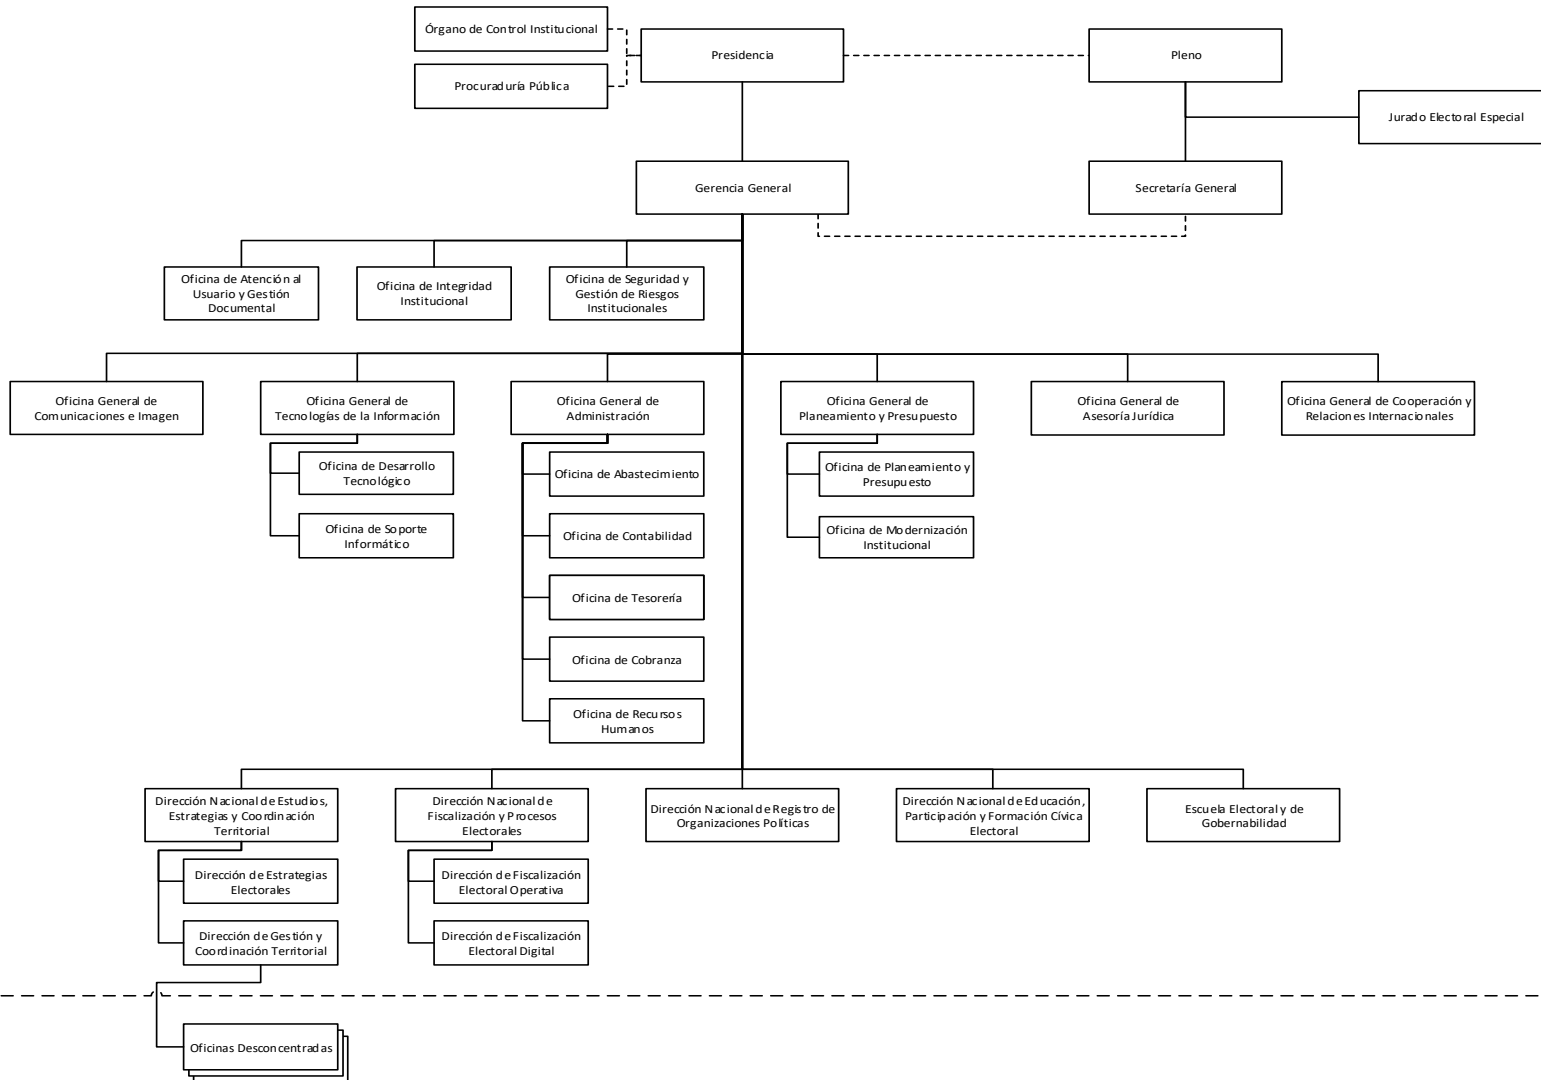 Órgano de Control Institucional
Procuraduría Pública
Presidencia
Pleno
Jurado Electoral Especial
Gerencia General
Secretaría General
Oficina de Atención al
Usuario y Gestión
Documental
Oficina de Integridad
Institucional
Oficina de Seguridad y
Gestión de Riesgos
Institucionales
Oficina General de
Comunicaciones e Imagen
Oficina General de
Tecnologías de la Información
Oficina General de
Administración
Oficina General de
Planeamiento y Presupuesto
Oficina General de
Asesoría Jurídica
Oficina General de Cooperación y
Relaciones Internacionales
Oficina de Desarrollo
Tecnológico
Oficina de Soporte
Informático
Oficina de Abastecimiento
Oficina de Contabilidad
Oficina de Tesorería
Oficina de Cobranza
Oficina de Recursos
Humanos
Oficina de Planeamiento y
Presupuesto
Oficina de Modernización
Institucional
Dirección Nacional de Estudios,
Estrategias y Coordinación
Territorial
Dirección Nacional de
Fiscalización y Procesos
Electorales
Dirección Nacional de Registro de
Organizaciones Políticas
Dirección Nacional de Educación,
Participación y Formación Cívica
Electoral
Escuela Electoral y de
Gobernabilidad
Dirección de Estrategias
Electorales
Dirección de Gestión y
Coordinación Territorial
Dirección de Fiscalización
Electoral Operativa
Dirección de Fiscalización
Electoral Digital
Oficinas Desconcentradas